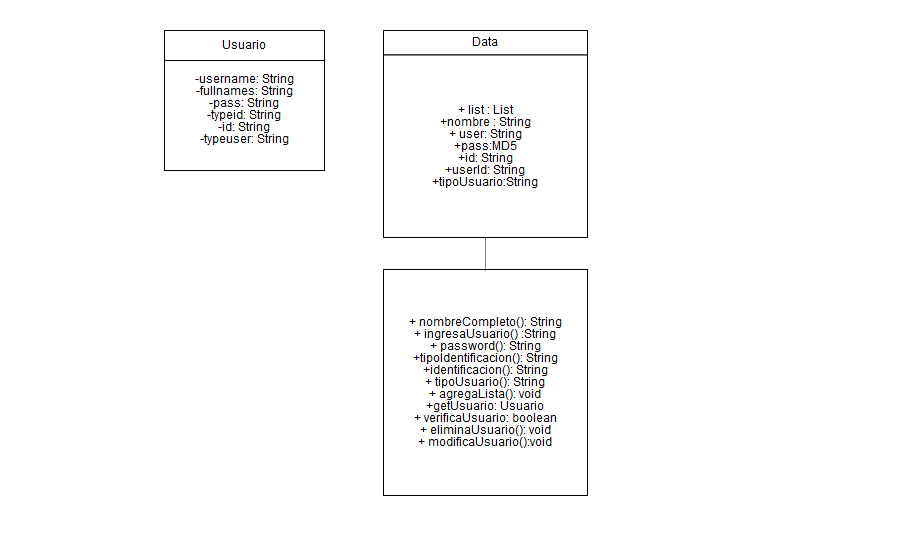 Usuario
-username: String
-fullnames: String
-pass: String
-typeid: String
-id: String
-typeuser: String
Data
+ list : List
+nombre : String
+ user: String
+pass:MD5
+id: String
+userId: String
+tipoUsuario:String
+ nombreCompleto(): String
+ ingresaUsuario() :String
+ password(): String
+tipoIdentificacion(): String
+identificacion(): String
+ tipoUsuario(): String
+ agregaLista(): void
+getUsuario: Usuario
+ verificaUsuario: boolean
+ eliminaUsuario(): void
+ modificaUsuario():void